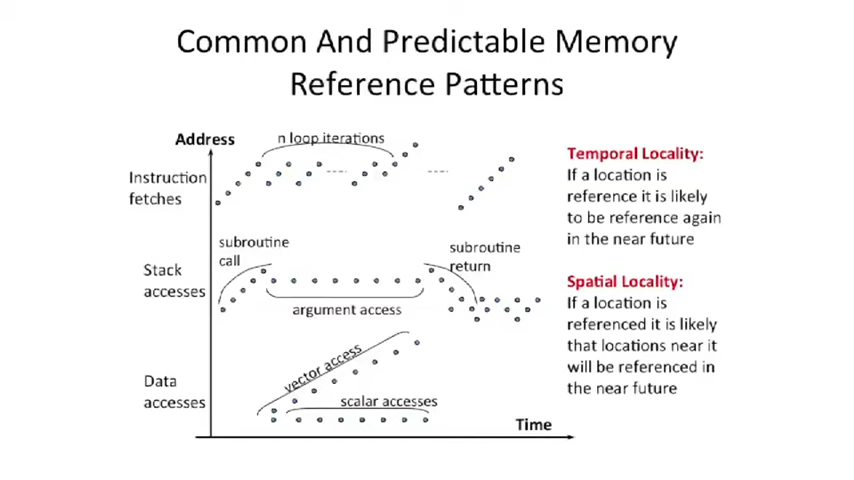 Common And Predictable Memory
Reference Patterns
Address
n loop iterations
Instruction
fetches
subroutine
call
subroutine
return
Stack
accesses
argument access
vector access
Data
accesses
scalar accesses
Time
Temporal Locality:
If a location is
reference it is likely
to be reference again
in the near future
Spatial Locality:
If a location is
referenced it is likely
that locations near it
will be referenced in
the near future